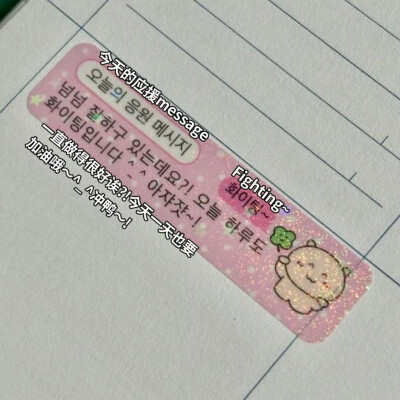 今天的应援message
오늘의 응원 메시지
넘넘 잘하구 있는데요?! 오늘 하루도
화이팅입니다 ^_^ 아자잣~!
Fighting~
화이팅~
一直做得很好诶?!今天一天也要
加油哦~^_^冲鸭~!